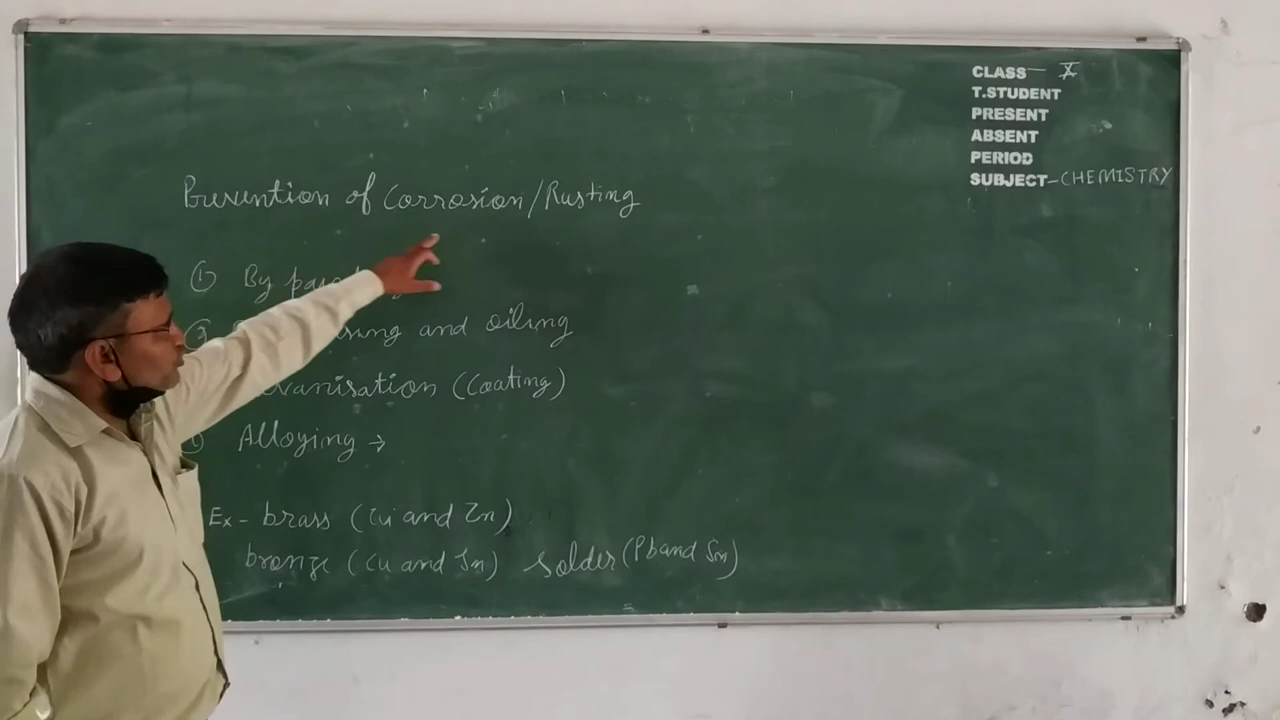 CLASS – X
T.STUDENT
PRESENT
ABSENT
PERIOD
SUBJECT – CHEMISTRY
Prevention of Corrosion/Rusting
① By
and oiling
(Coating)
Alloying →
Ex – brass (Cu and Zn)
bronze (Cu and Sn) solder (Pb and Sn)